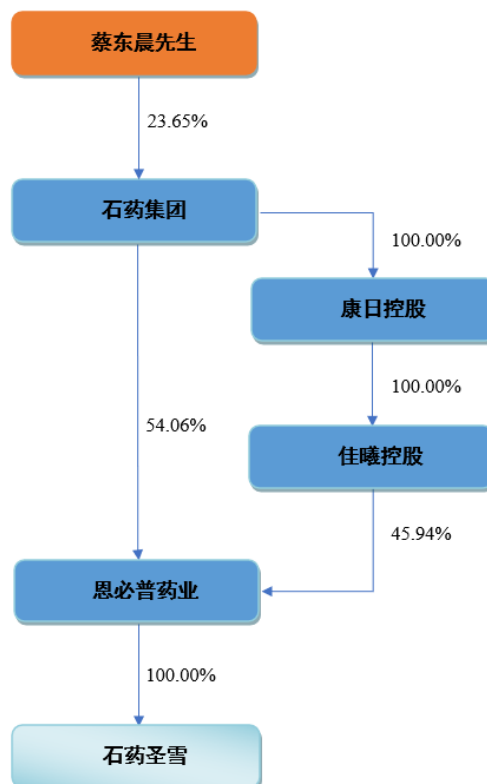 蔡东晨先生
23.65%
石药集团
100.00%
康日控股
100.00%
54.06%
佳曦控股
45.94%
恩必普药业
100.00%
石药圣雪